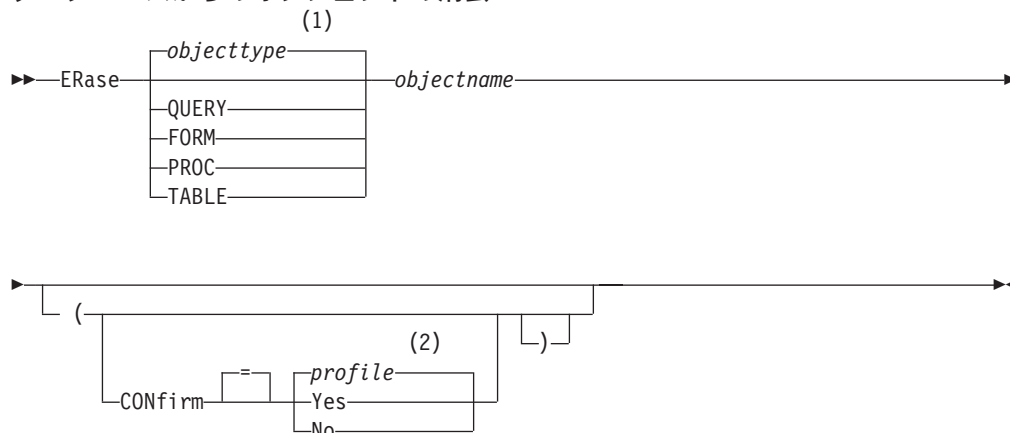 (1)
objecttype
ERase objectname
QUERY
FORM
PROC
TABLE
(
(2)
)
= profile
CONfirm Yes
No